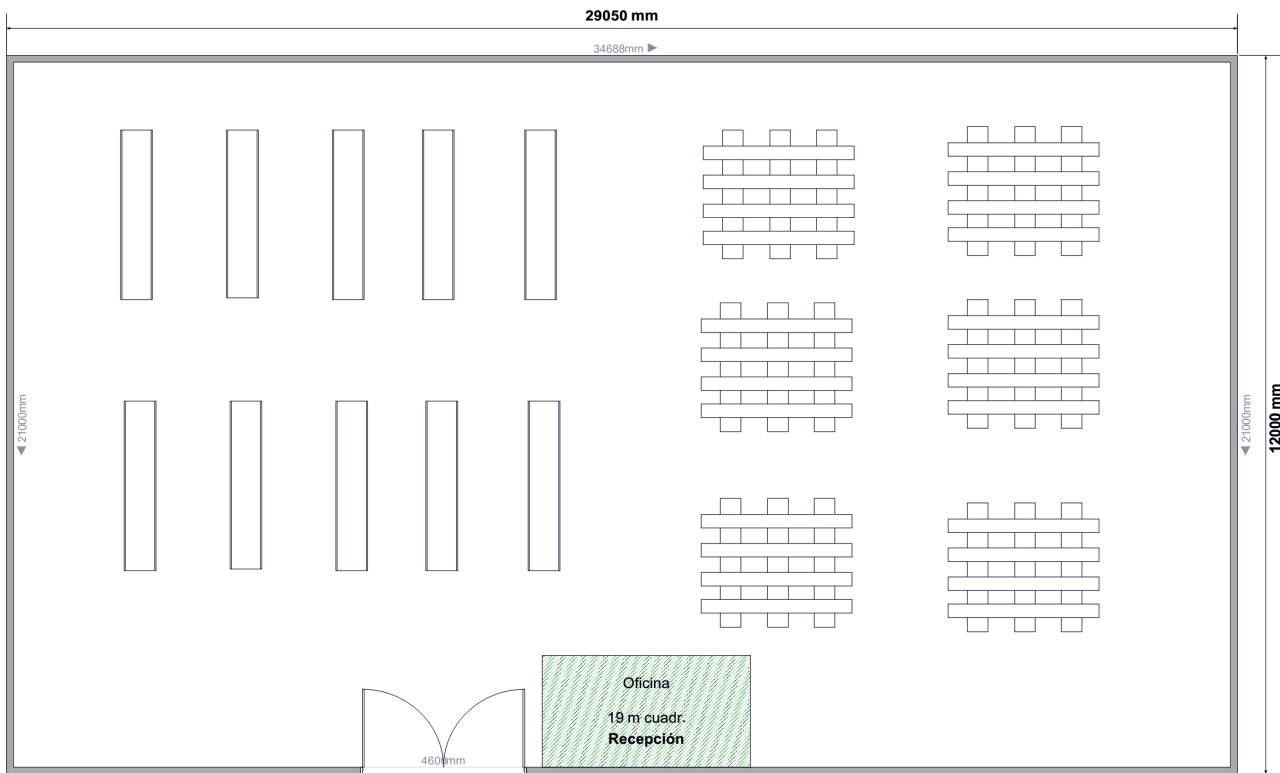 29050 mm
34688mm
21000mm
21000mm
12000 mm
Oficina
19 m cuadr.
Recepción
4600mm